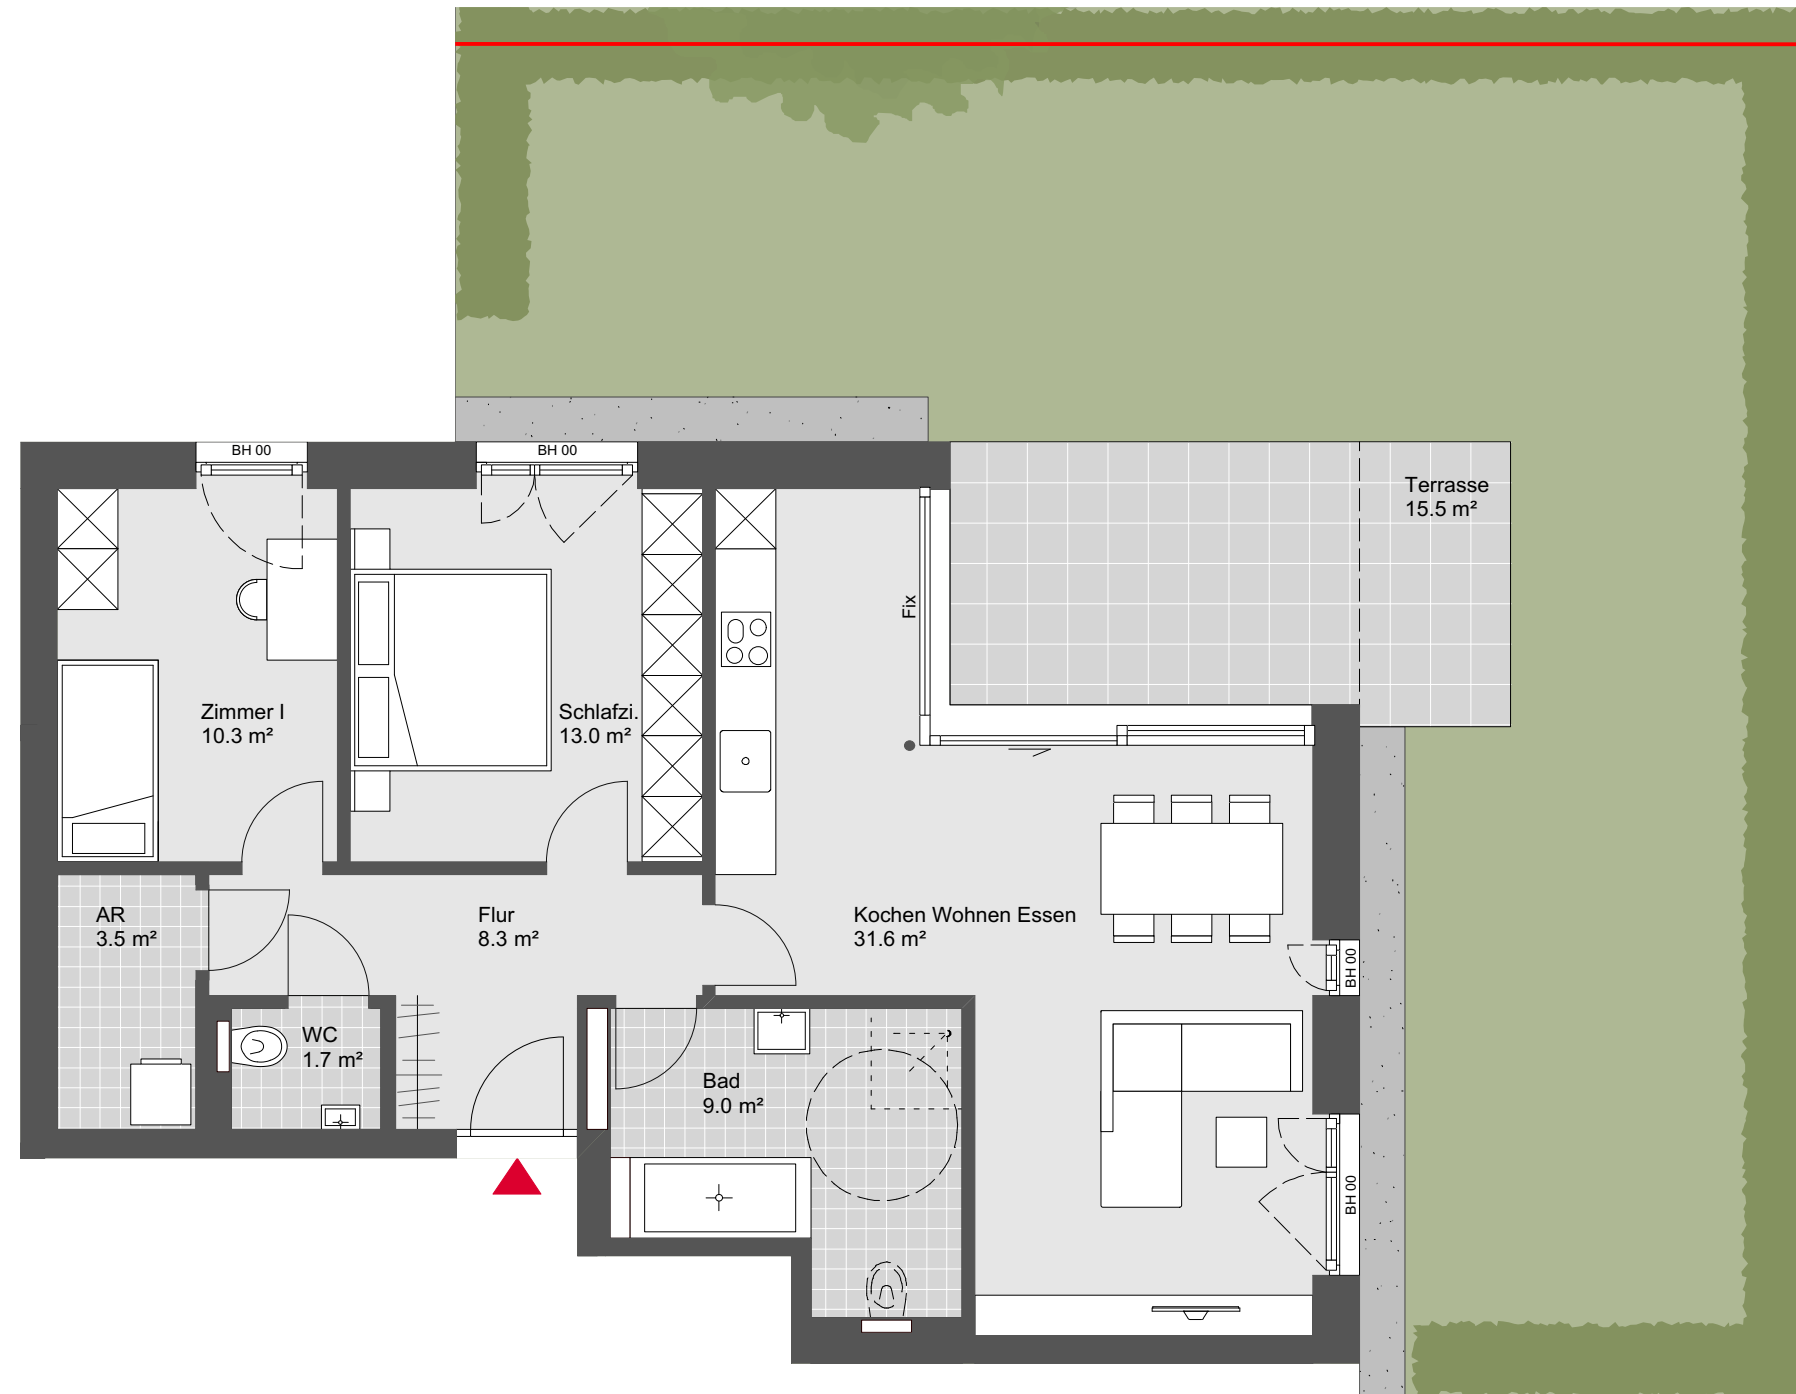 BH 00
BH 00
Terrasse
15.5 m²
Fix
Zimmer I
10.3 m²
Schlafzi.
13.0 m²
AR
3.5 m²
Flur
8.3 m²
Kochen Wohnen Essen
31.6 m²
BH 00
WC
1.7 m²
Bad
9.0 m²
BH 00